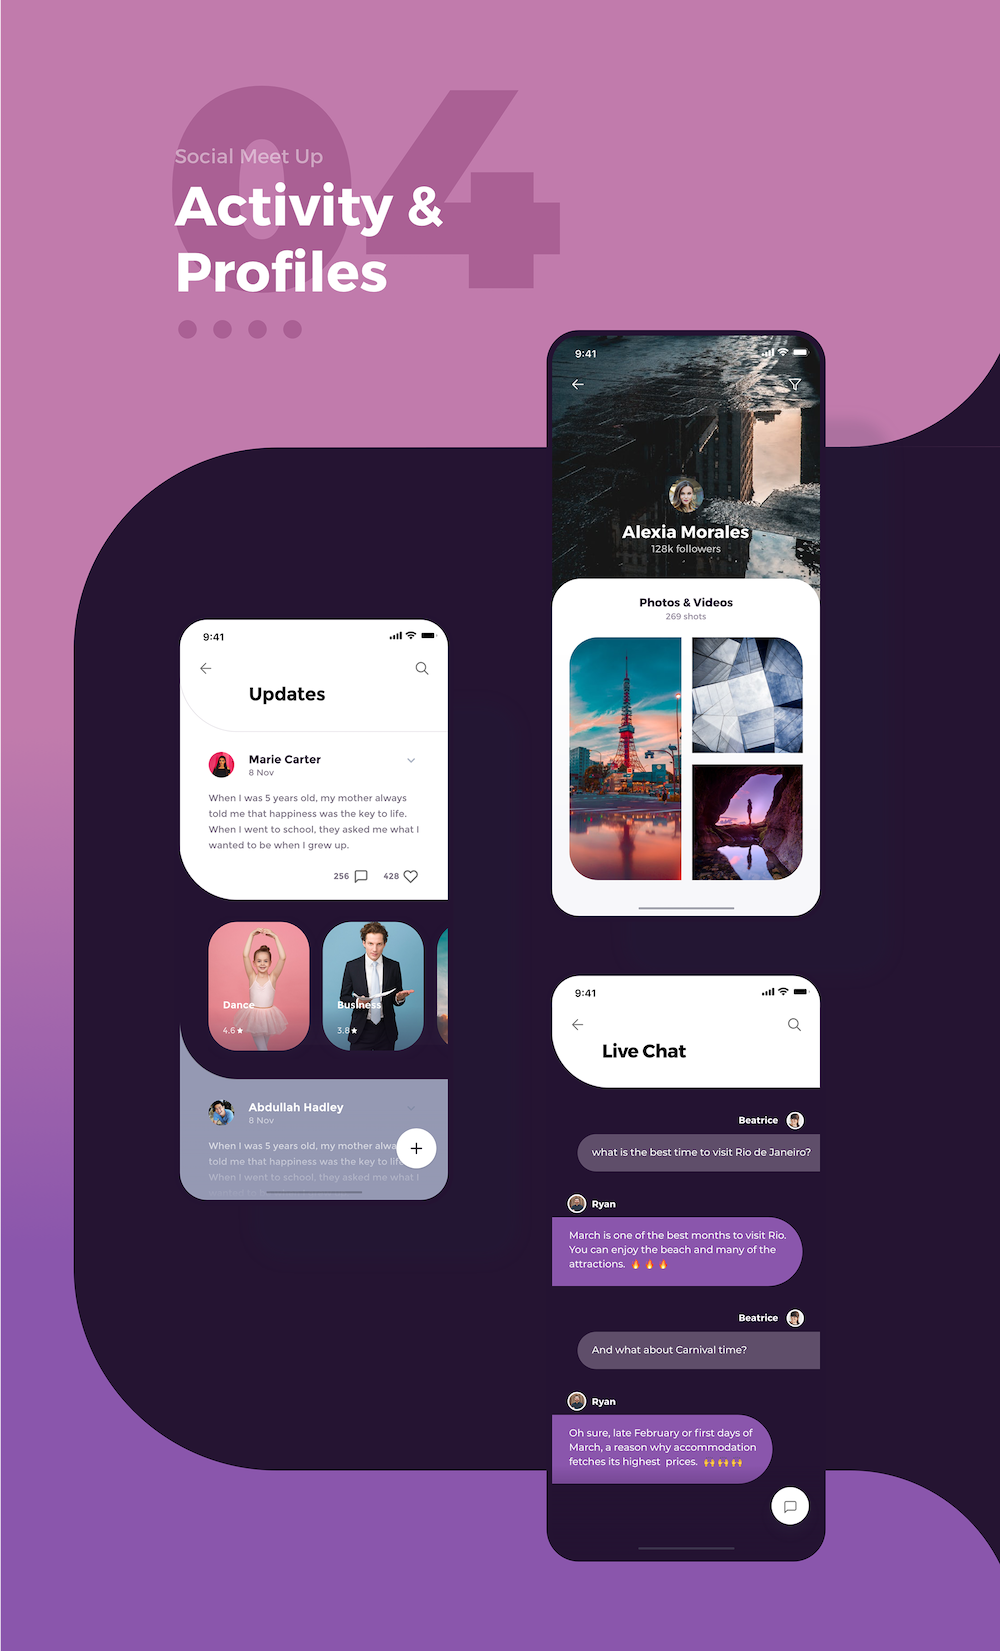 04
Social Meet Up
Activity &
Profiles
9:41
Alexia Morales
128k followers
Photos & Videos
269 shots
9:41
Updates
Marie Carter
8 Nov
When I was 5 years old, my mother always
told me that happiness was the key to life.
When I went to school, they asked me what I
wanted to be when I grew up.
256
428
Dance
4.6
Business
3.8
Abdullah Hadley
8 Nov
When I was 5 years old, my mother alwa
told me that happiness was the key to life
When I went to school, they asked me what I
9:41
Live Chat
Beatrice
what is the best time to visit Rio de Janeiro?
Ryan
March is one of the best months to visit Rio.
You can enjoy the beach and many of the
attractions. 🔥 🔥 🔥
Beatrice
And what about Carnival time?
Ryan
Oh sure, late February or first days of
March, a reason why accommodation
fetches its highest prices. 🙌 🙌 🙌